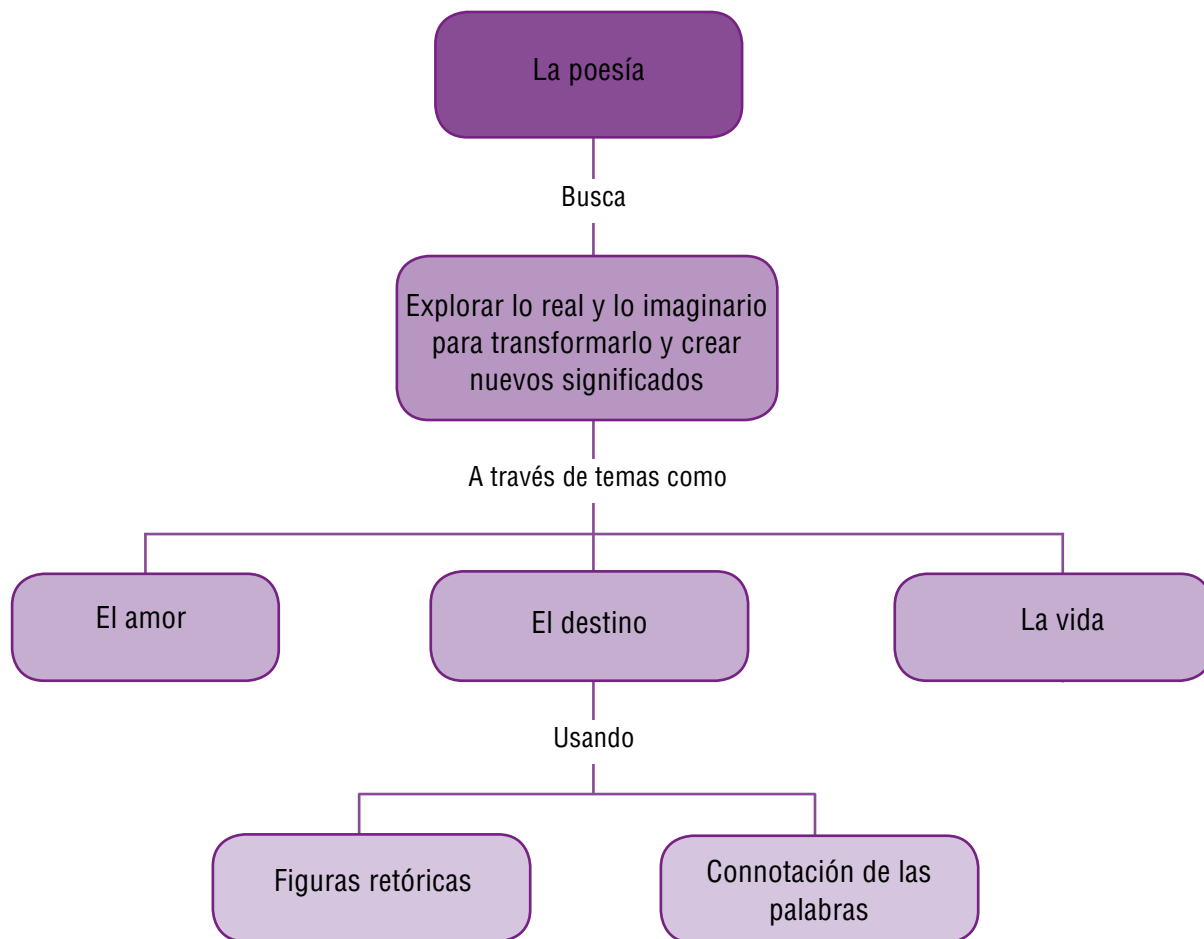 La poesía
Busca
Explorar lo real y lo imaginario
para transformarlo y crear
nuevos significados
A través de temas como
El amor
El destino
La vida
Usando
Figuras retóricas
Connotación de las
palabras